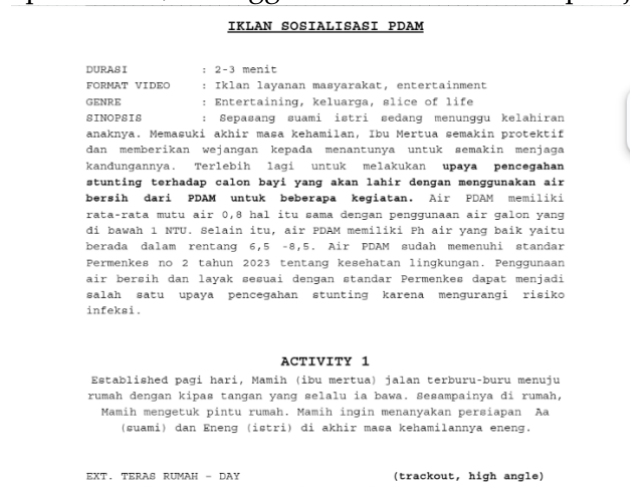 IKLAN SOSIALISASI PDAM
DURASI : 2-3 menit
FORMAT VIDEO : Iklan layanan masyarakat, entertainment
GENRE : Entertaining, keluarga, slice of life
SINOPSIS : Sepasang suami istri sedang menunggu kelahiran
anaknya. Memasuki akhir masa kehamilan, Ibu Mertua semakin protektif
dan memberikan wejangan kepada menantunya untuk semakin menjaga
kandungannya. Terlebih lagi untuk melakukan upaya pencegahan
stunting terhadap calon bayi yang akan lahir dengan menggunakan air
bersih dari PDAM untuk beberapa kegiatan. Air PDAM memiliki
rata-rata mutu air 0,8 hal itu sama dengan penggunaan air galon yang
di bawah 1 NTU. Selain itu, air PDAM memiliki Ph air yang baik yaitu
berada dalam rentang 6,5 -8,5. Air PDAM sudah memenuhi standar
Permenkes no 2 tahun 2023 tentang kesehatan lingkungan. Penggunaan
air bersih dan layak sesuai dengan standar Permenkes dapat menjadi
salah satu upaya pencegahan stunting karena mengurangi risiko
infeksi.
ACTIVITY 1
Established pagi hari, Mamih (ibu mertua) jalan terburu-buru menuju
rumah dengan kipas tangan yang selalu ia bawa. Sesampainya di rumah,
Mamih mengetuk pintu rumah. Mamih ingin menanyakan persiapan Aa
(suami) dan Eneng (istri) di akhir masa kehamilannya eneng.
EXT. TERAS RUMAH - DAY (trackout, high angle)